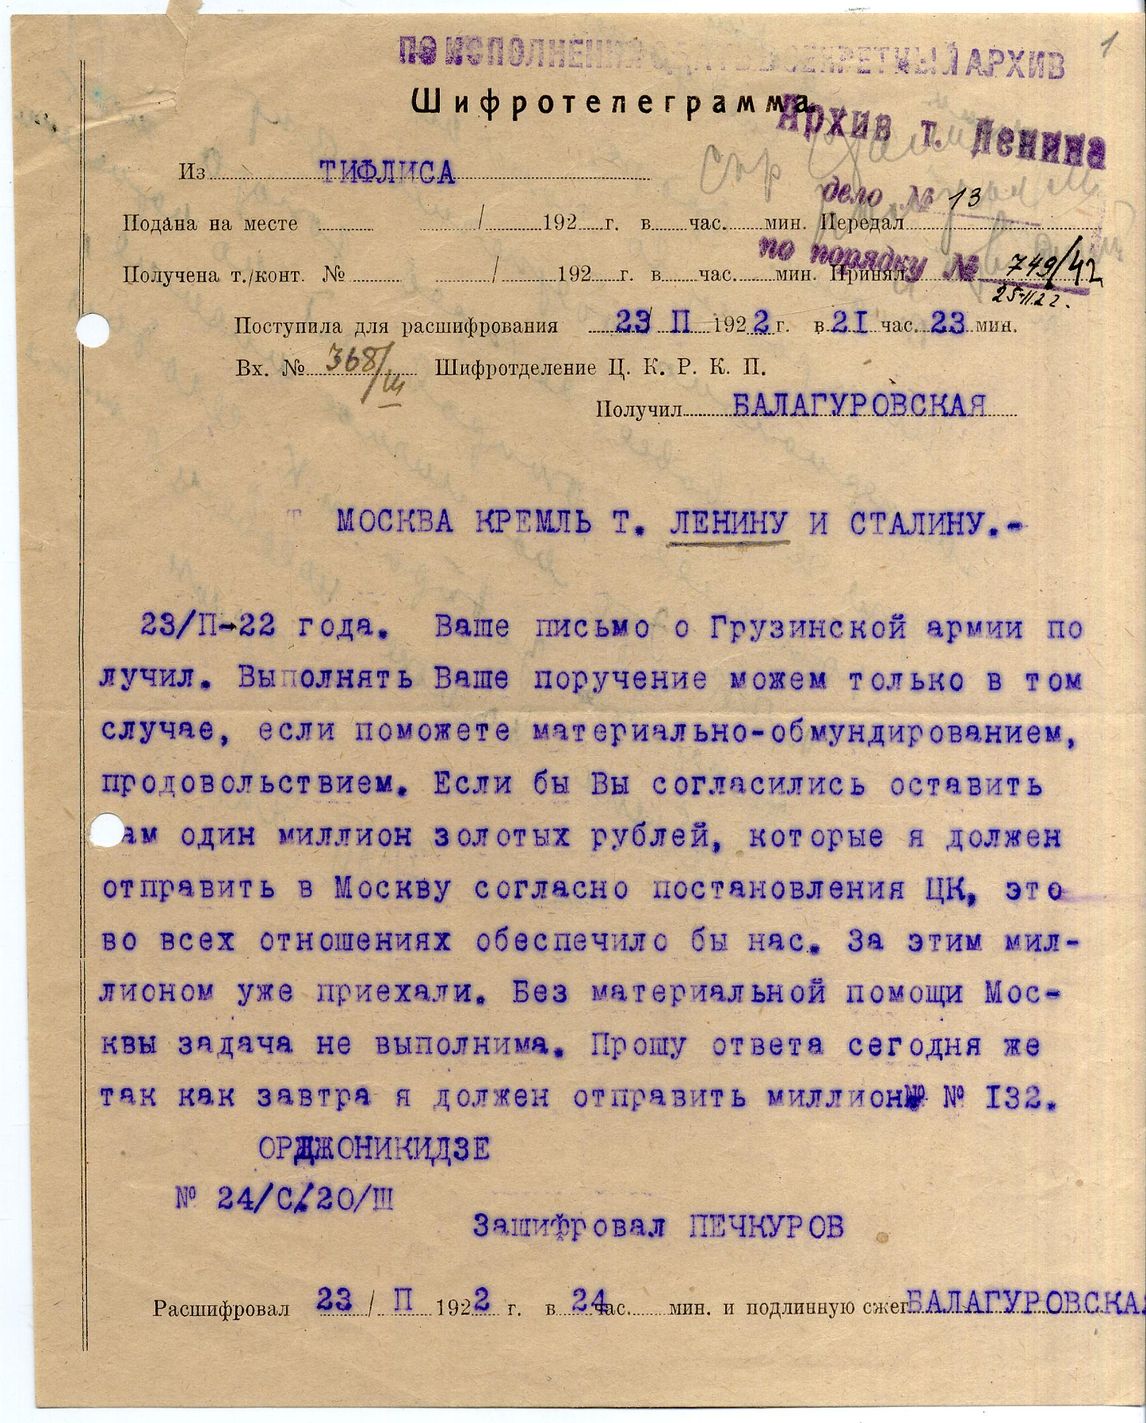 1
ПО ИСПОЛНЕНИИ СДАТЬ В СЕКРЕТНЫЙ АРХИВ
Шифротелеграмма
Архив т. Ленина
Из ТИФЛИСА
дело № 13
Подана на месте / 192 г. в час. мин. Передал
по порядку № 749/42
Получена т./конт. № / 192 г. в час. мин. Принял
25-II 22.
Поступила для расшифрования 23/ II 1922 г. в 21 час. 23 мин.
Вх. № 368/ш Шифротделение Ц. К. Р. К. П.
Получил БАЛАГУРОВСКАЯ
МОСКВА КРЕМЛЬ Т. ЛЕНИНУ И СТАЛИНУ.-
23/П-22 года. Ваше письмо о Грузинской армии по
лучил. Выполнять Ваше поручение можем только в том
случае, если поможете материально-обмундированием,
продовольствием. Если бы Вы согласились оставить
ам один миллион золотых рублей, которые я должен
отправить в Москву согласно постановления ЦК, это
во всех отношениях обеспечило бы нас. За этим мил-
лионом уже приехали. Без материальной помощи Мос-
квы задача не выполнима. Прошу ответа сегодня же
так как завтра я должен отправить миллион № 132.
ОРДЖОНИКИДЗЕ
№ 24/С/20/Ш
Зашифровал ПЕЧКУРОВ
Расшифровал 23 / II 1922 г. в 24 час. мин. и подлинную сжег БАЛАГУРОВСКАЯ